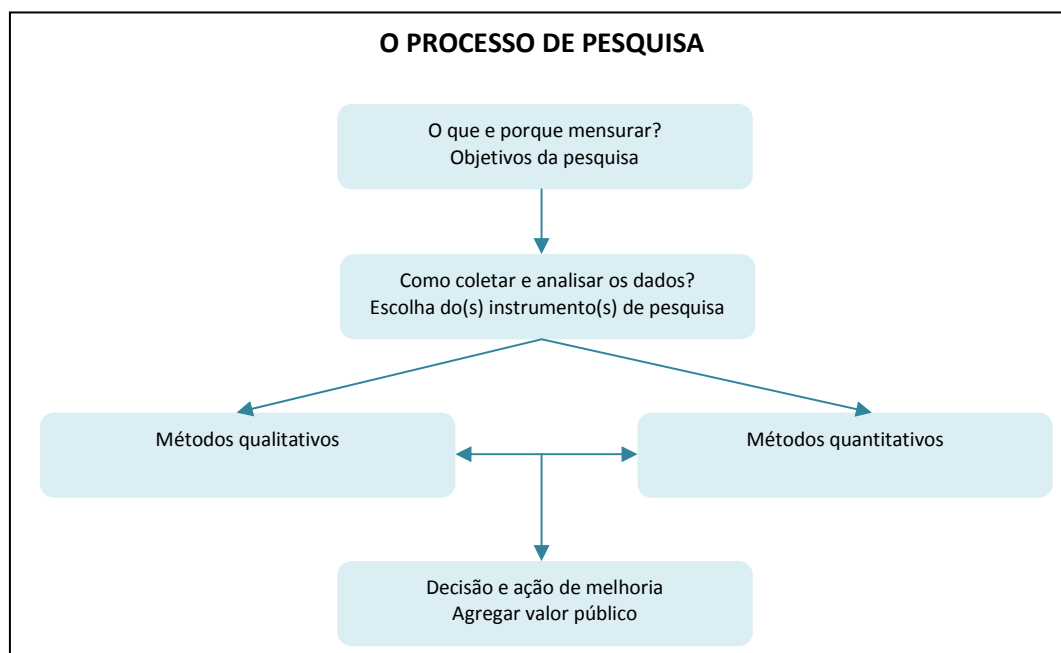 O PROCESSO DE PESQUISA
O que e porque mensurar?
Objetivos da pesquisa
Como coletar e analisar os dados?
Escolha do(s) instrumento(s) de pesquisa
Métodos qualitativos
Métodos quantitativos
Decisão e ação de melhoria
Agregar valor público